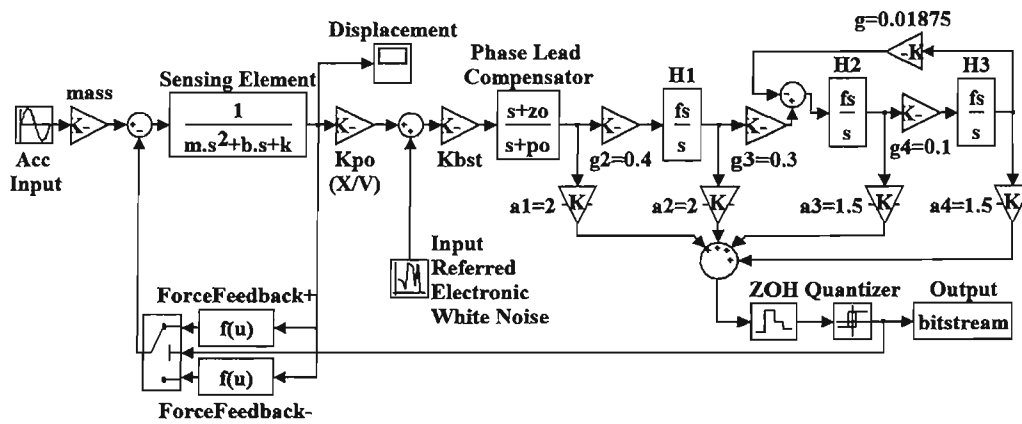 g=0.01875
Displacement
Phase Lead
Compensator
Sensing Element
H1
H2
H3
mass
1
m.s²+b.s+k
s+zo
s+po
fs
s
fs
s
fs
s
K
K-
K-
K-
K-
K-
K-
K-
Acc
Input
Kpo
(X/V)
Kbst
g2=0.4
g3=0.3
g4=0.1
a1=2
K
a2=2
K
a3=1.5
K
a4=1.5
K
Input
Referred
Electronic
White Noise
ForceFeedback+
f(u)
f(u)
ForceFeedback-
ZOH
Quantizer
Output
bitstream